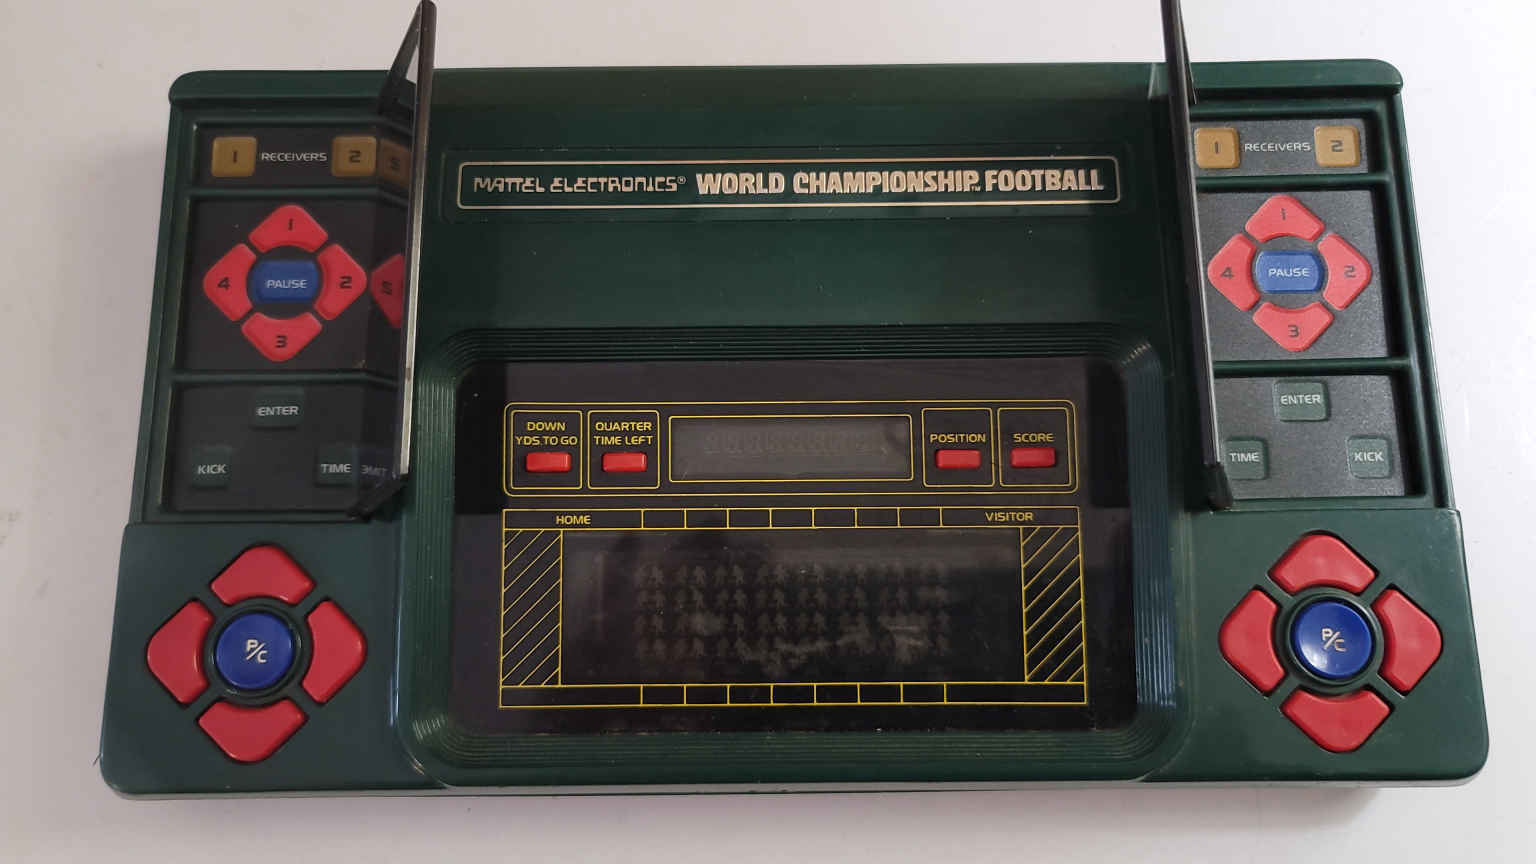 MATTEL ELECTRONICS® WORLD CHAMPIONSHIP™ FOOTBALL
1 RECEIVERS 2
1
4 PAUSE 2
3
ENTER
KICK TIME
P/C
1 RECEIVERS 2
1
4 PAUSE 2
3
ENTER
TIME KICK
P/C
DOWN
YDS. TO GO
QUARTER
TIME LEFT
POSITION
SCORE
HOME VISITOR